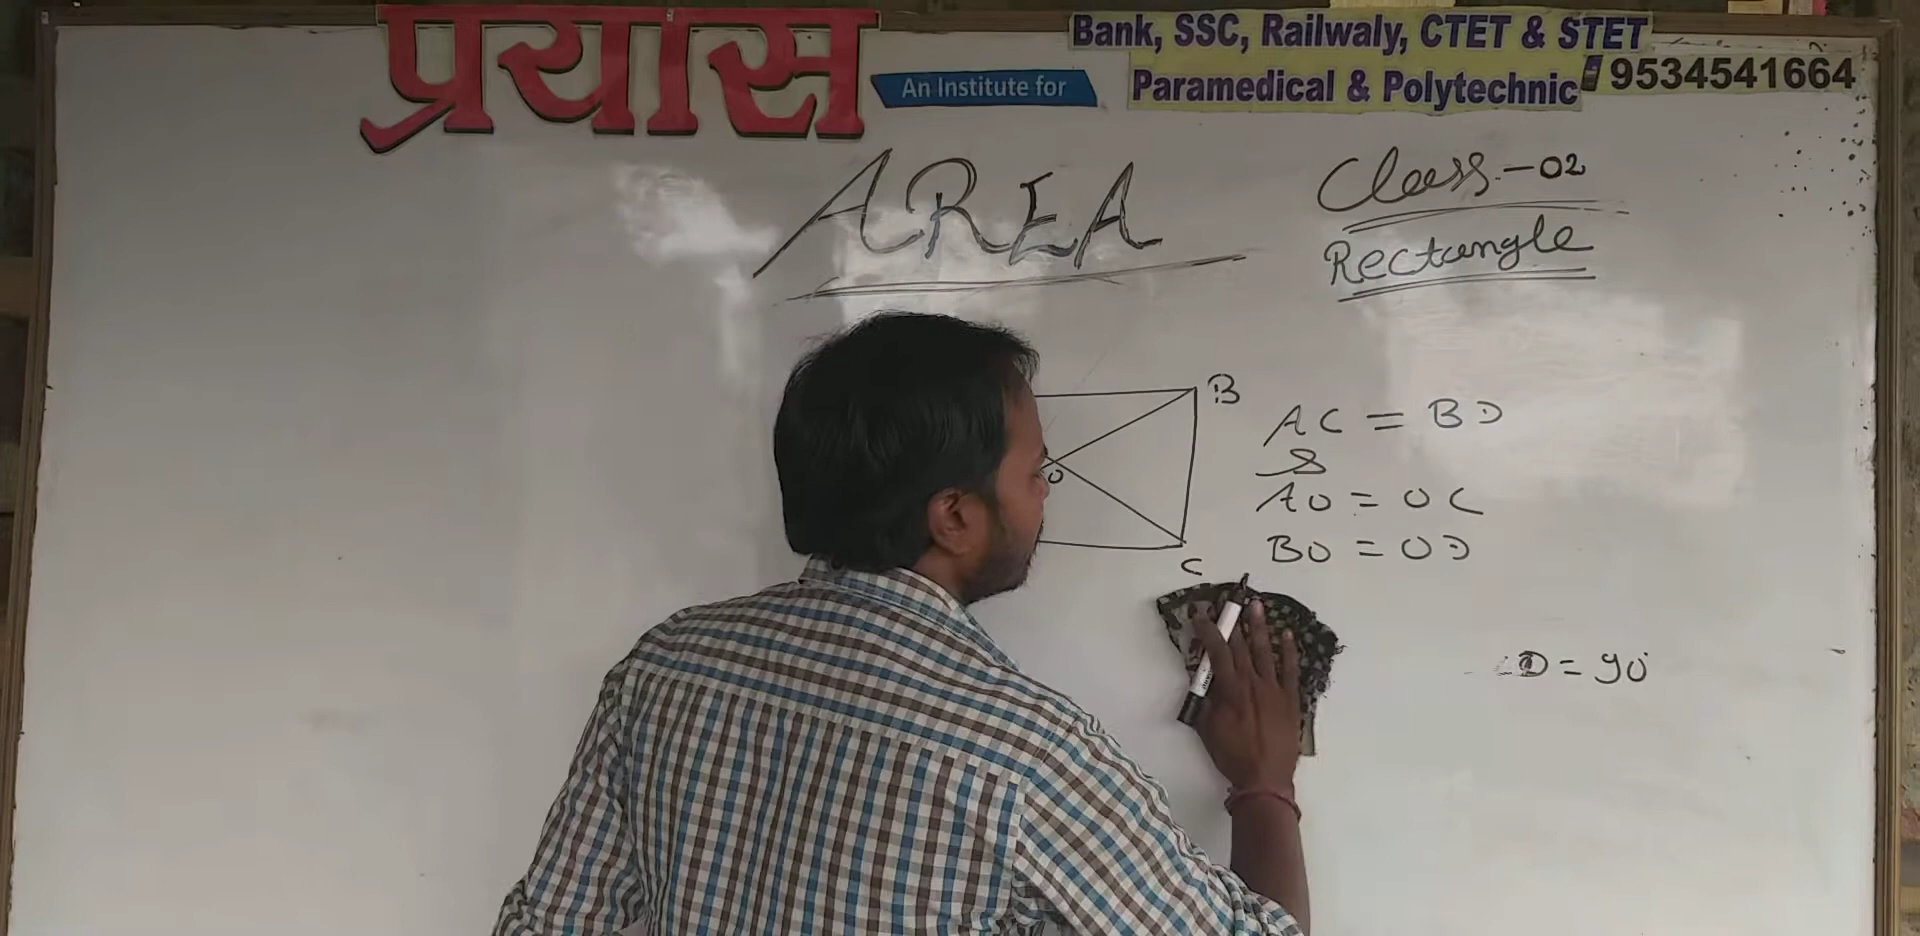 प्रयास
An Institute for
Bank, SSC, Railwaly, CTET & STET
Paramedical & Polytechnic
9534541664
AREA
Class-02
Rectangle
B
O
C
AC = BD
&
AO = OC
BO = OD
D = 90°